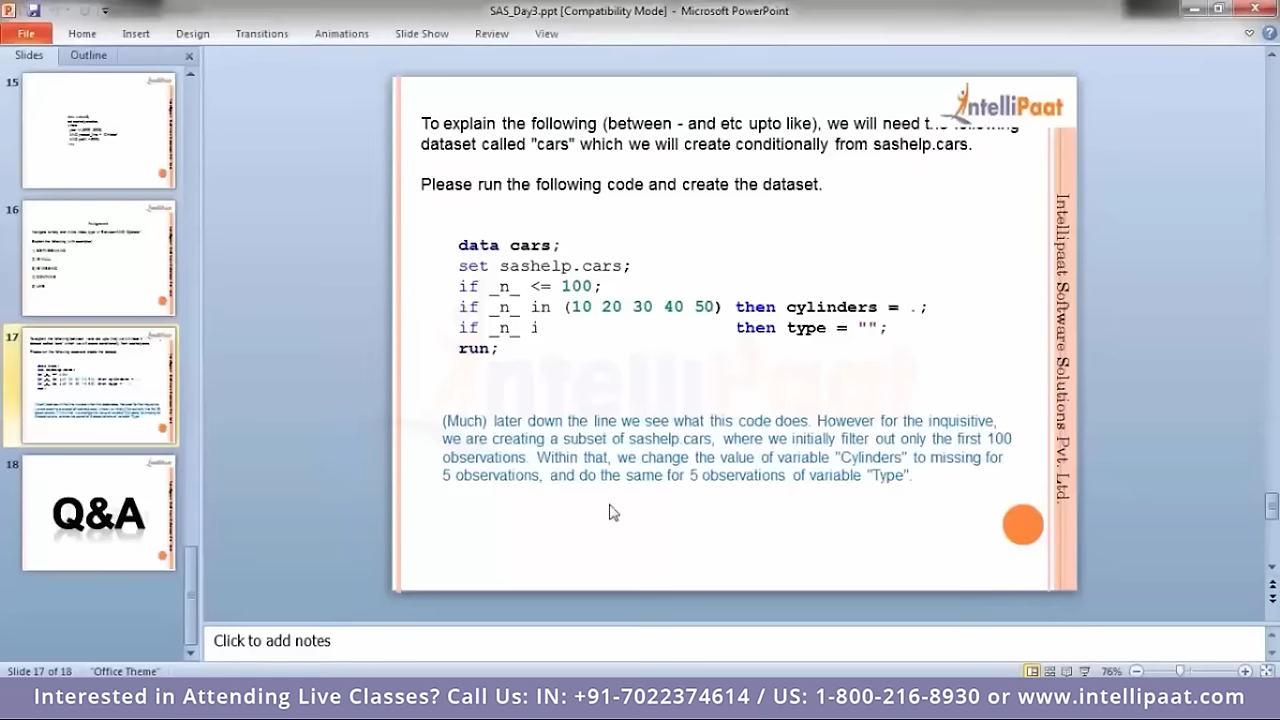 SAS_Day3.ppt [Compatibility Mode] - Microsoft PowerPoint
File Home Insert Design Transitions Animations Slide Show Review View
Slides Outline
15
16
17
18
Q&A
IntelliPaat
To explain the following (between - and etc upto like), we will need the following
dataset called "cars" which we will create conditionally from sashelp.cars.
Please run the following code and create the dataset.
data cars;
set sashelp.cars;
if _n_ <= 100;
if _n_ in (10 20 30 40 50) then cylinders = .;
if _n_ i then type = "";
run;
(Much) later down the line we see what this code does. However for the inquisitive,
we are creating a subset of sashelp.cars, where we initially filter out only the first 100
observations. Within that, we change the value of variable "Cylinders" to missing for
5 observations, and do the same for 5 observations of variable "Type".
Intellipaat Software Solutions Pvt. Ltd.
Click to add notes
Slide 17 of 18 "Office Theme" 76%
Interested in Attending Live Classes? Call Us: IN: +91-7022374614 / US: 1-800-216-8930 or www.intellipaat.com